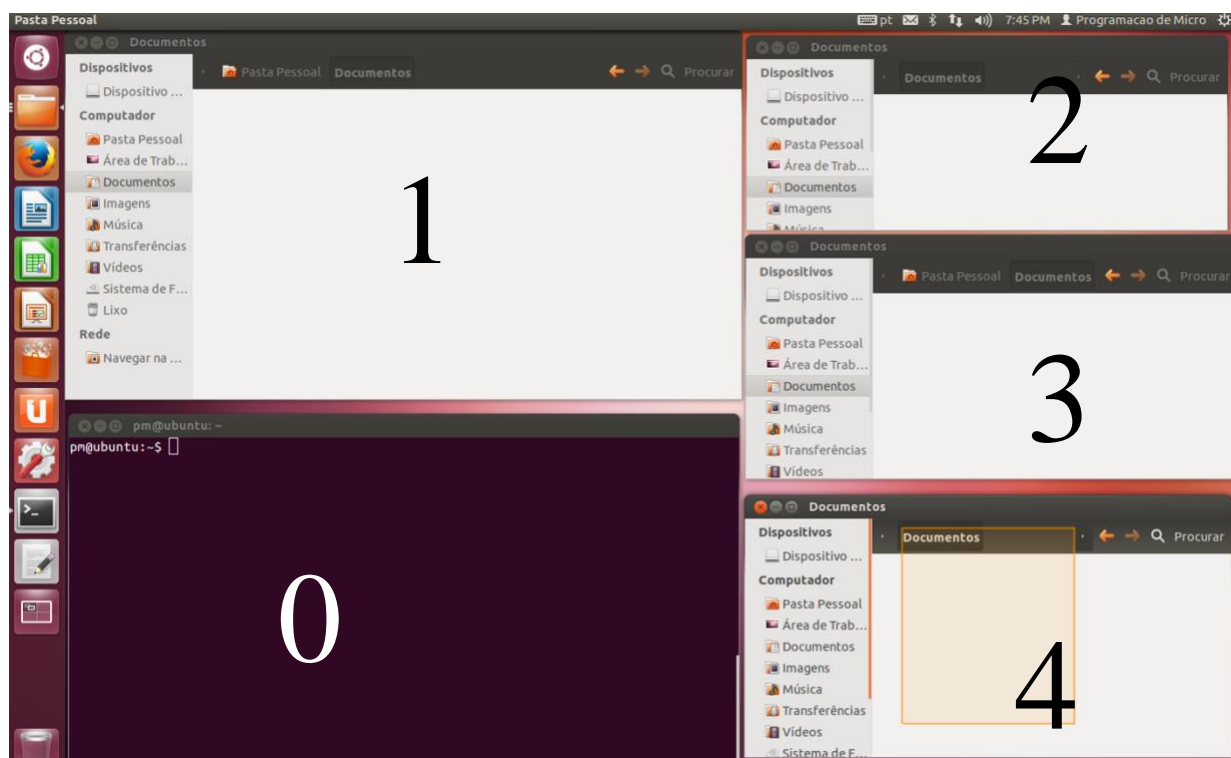 Pasta Pessoal
pt
7:45 PM
Programacao de Micro
Documentos
Dispositivos
Pasta Pessoal
Documentos
Procurar
Dispositivo ...
Computador
Pasta Pessoal
Área de Trab...
Documentos
Imagens
Música
Transferências
Vídeos
Sistema de F...
Lixo
Rede
Navegar na ...
1
Documentos
Dispositivos
Documentos
Procurar
Dispositivo ...
Computador
Pasta Pessoal
Área de Trab...
Documentos
Imagens
Música
2
Documentos
Dispositivos
Pasta Pessoal
Documentos
Procurar
Dispositivo ...
Computador
Pasta Pessoal
Área de Trab...
Documentos
Imagens
Música
Transferências
Vídeos
3
pm@ubuntu: ~
pm@ubuntu:~$
0
Documentos
Dispositivos
Documentos
Procurar
Dispositivo ...
Computador
Pasta Pessoal
Área de Trab...
Documentos
Imagens
Música
Transferências
Vídeos
Sistema de F...
4